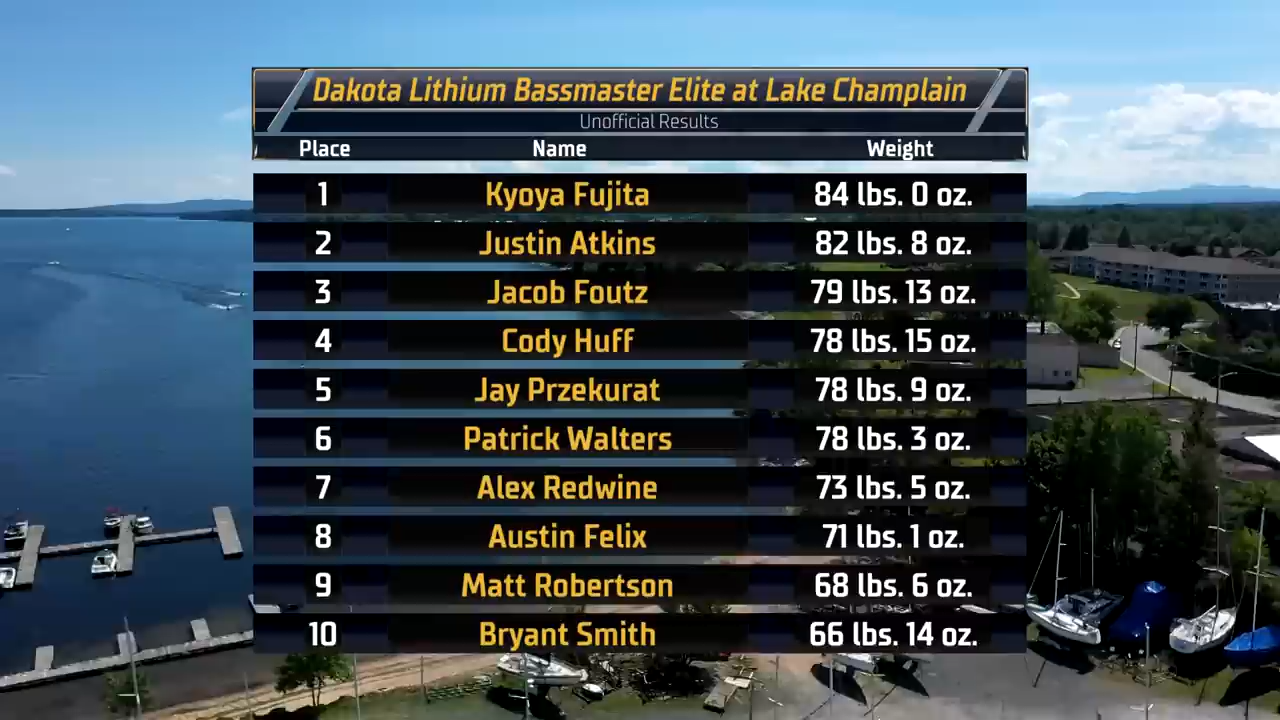 Dakota Lithium Bassmaster Elite at Lake Champlain
Unofficial Results
Place Name Weight
1 Kyoya Fujita 84 lbs. 0 oz.
2 Justin Atkins 82 lbs. 8 oz.
3 Jacob Foutz 79 lbs. 13 oz.
4 Cody Huff 78 lbs. 15 oz.
5 Jay Przekurat 78 lbs. 9 oz.
6 Patrick Walters 78 lbs. 3 oz.
7 Alex Redwine 73 lbs. 5 oz.
8 Austin Felix 71 lbs. 1 oz.
9 Matt Robertson 68 lbs. 6 oz.
10 Bryant Smith 66 lbs. 14 oz.